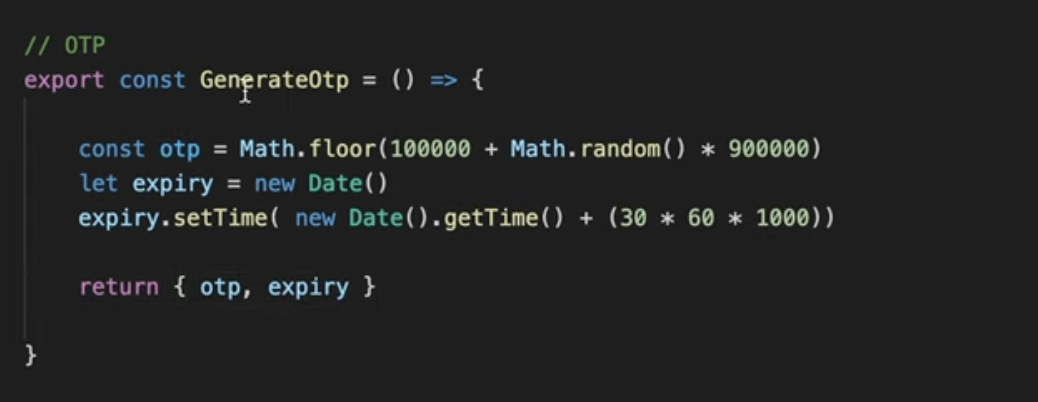 // OTP
export const GenerateOtp = () => {
const otp = Math.floor(100000 + Math.random() * 900000)
let expiry = new Date()
expiry.setTime( new Date().getTime() + (30 * 60 * 1000))
return { otp, expiry }
}